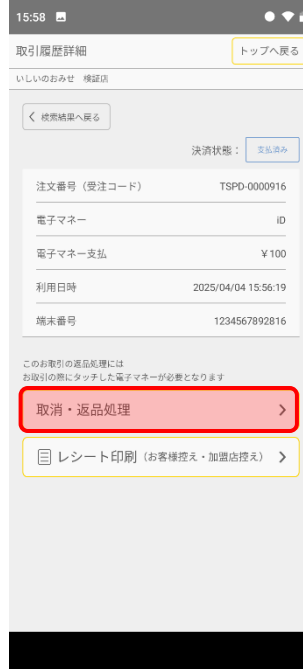 15:58
取引履歴詳細
トップへ戻る
いしいのおみせ 検証店
検索結果へ戻る
決済状態： 支払済み
注文番号（受注コード） TSPD-0000916
電子マネー iD
電子マネー支払 ￥100
利用日時 2025/04/04 15:56:19
端末番号 1234567892816
このお取引の返品処理には
お取引の際にタッチした電子マネーが必要となります
取消・返品処理
レシート印刷（お客様控え・加盟店控え）